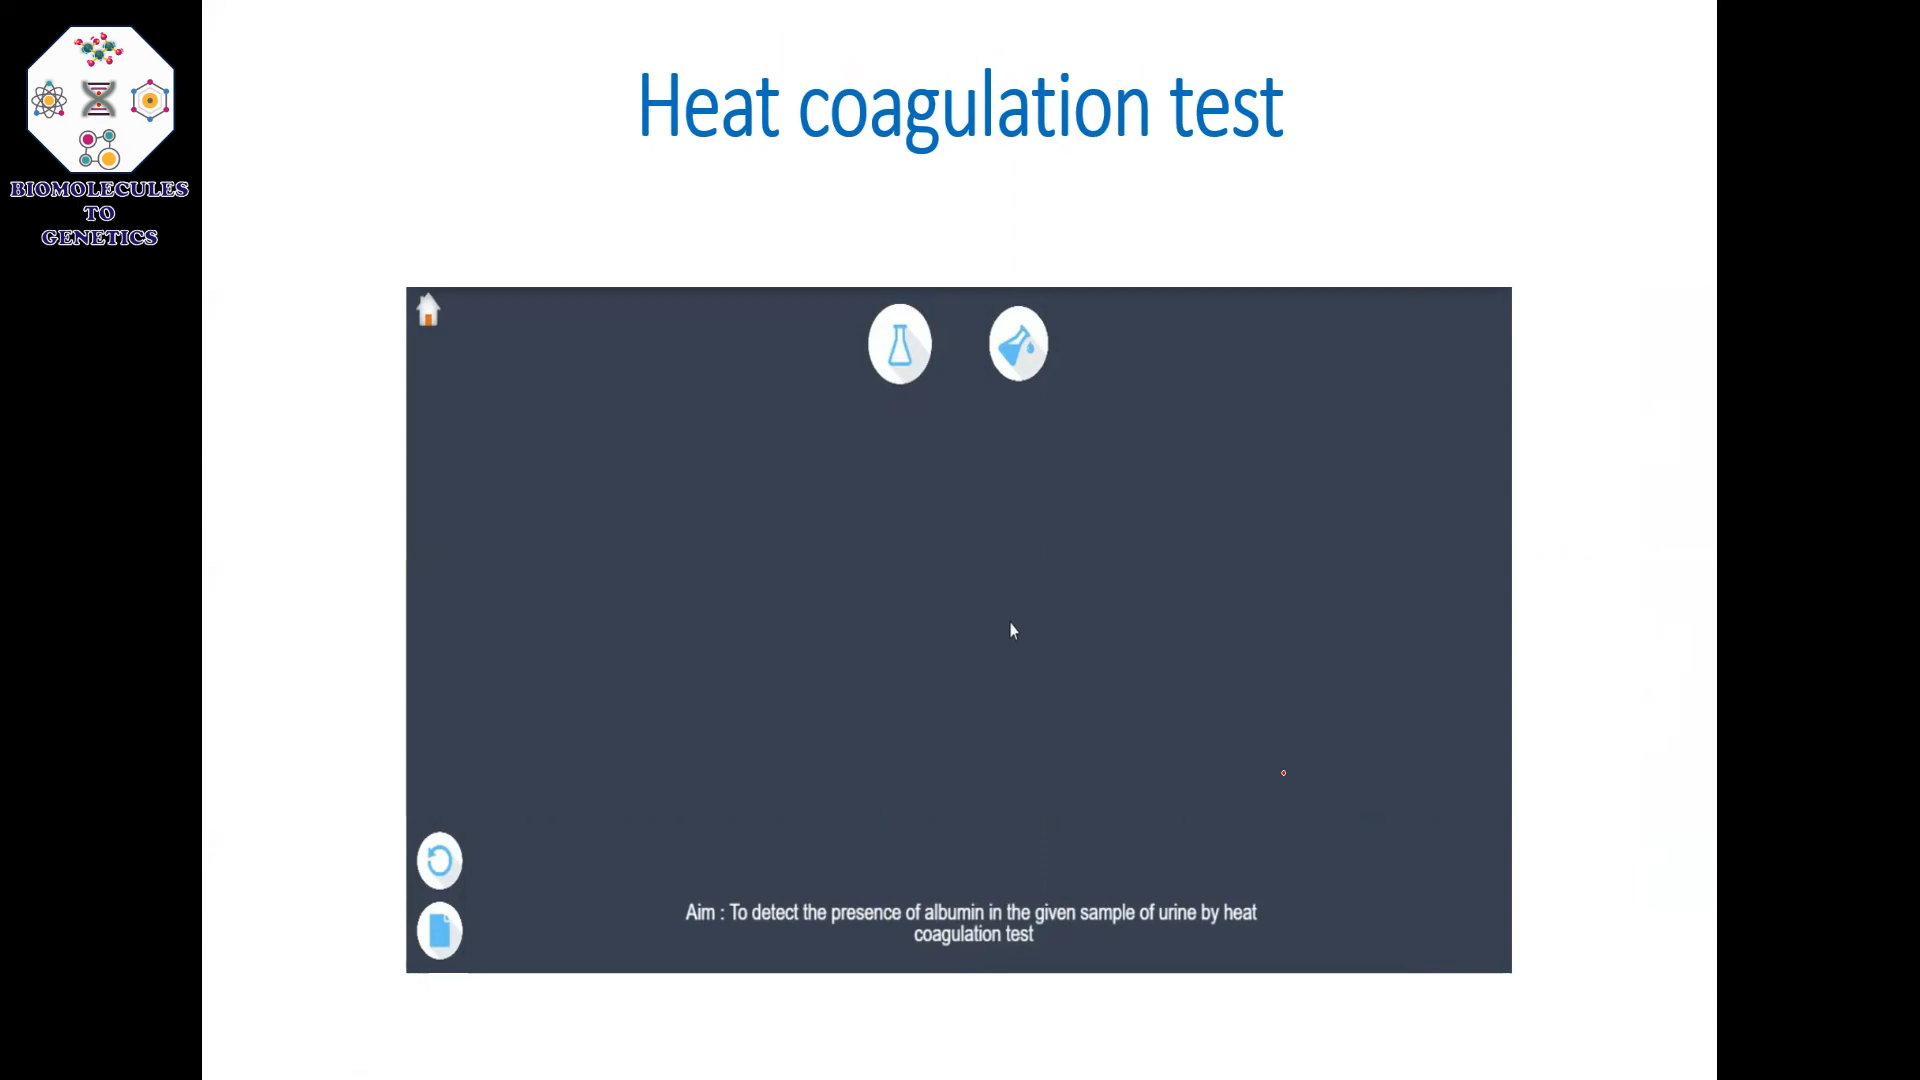 BIOMOLECULES
TO
GENETICS
Heat coagulation test
Aim : To detect the presence of albumin in the given sample of urine by heat
coagulation test